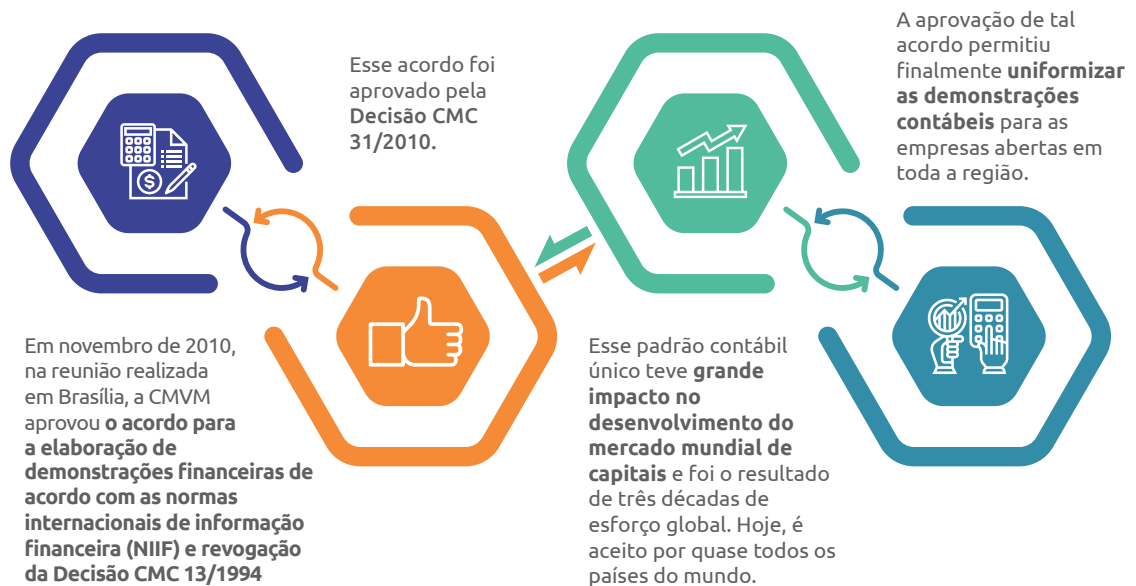 Em novembro de 2010,
na reunião realizada
em Brasília, a CMVM
aprovou o acordo para
a elaboração de
demonstrações financeiras de
acordo com as normas
internacionais de informação
financeira (NIIF) e revogação
da Decisão CMC 13/1994
Esse acordo foi
aprovado pela
Decisão CMC
31/2010.
Esse padrão contábil
único teve grande
impacto no
desenvolvimento do
mercado mundial de
capitais e foi o resultado
de três décadas de
esforço global. Hoje, é
aceito por quase todos os
países do mundo.
A aprovação de tal
acordo permitiu
finalmente uniformizar
as demonstrações
contábeis para as
empresas abertas em
toda a região.